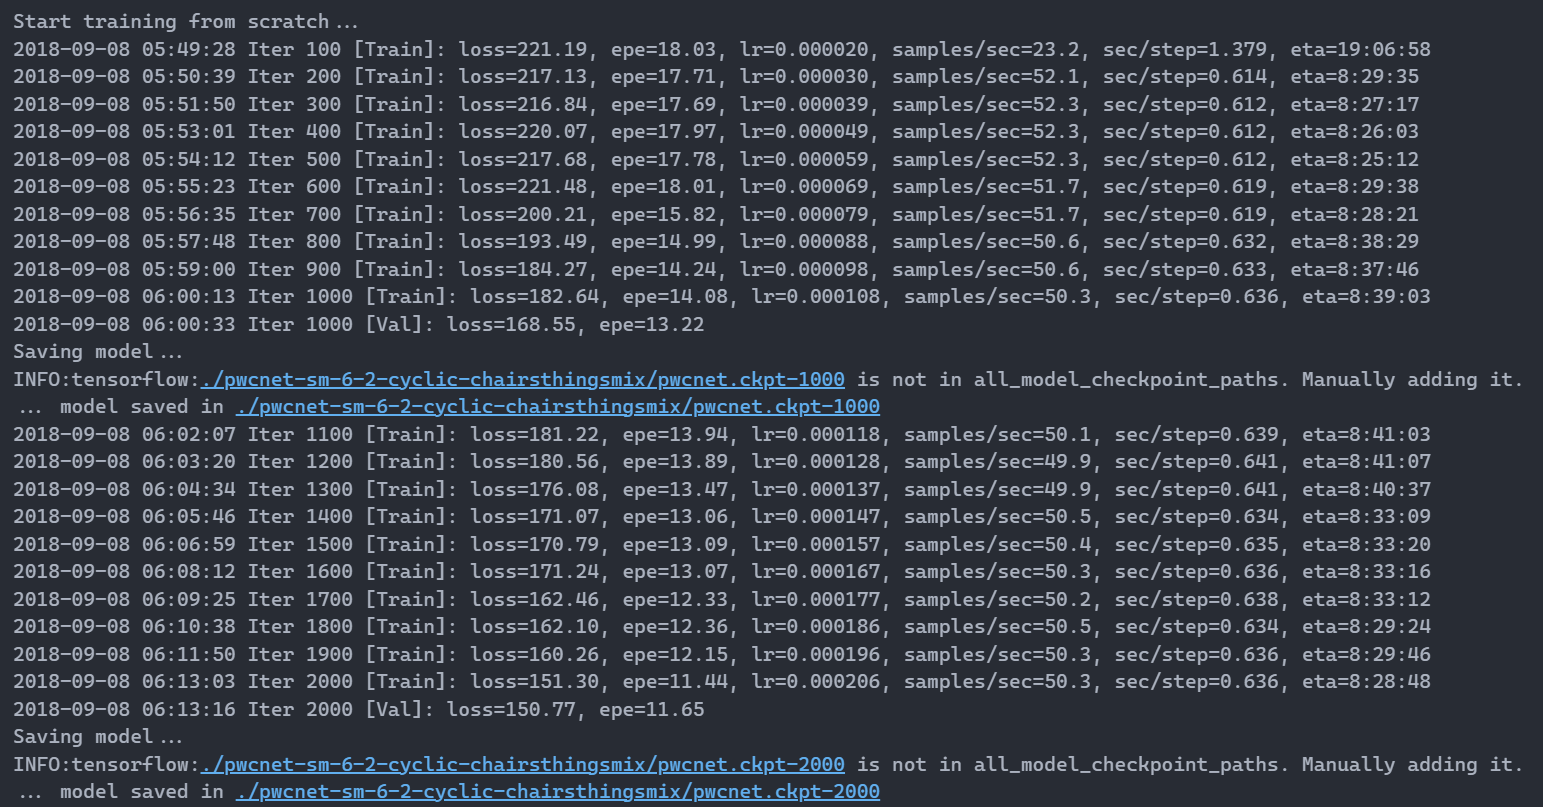 Start training from scratch...
2018-09-08 05:49:28 Iter 100 [Train]: loss=221.19, epe=18.03, lr=0.000020, samples/sec=23.2, sec/step=1.379, eta=19:06:58
2018-09-08 05:50:39 Iter 200 [Train]: loss=217.13, epe=17.71, lr=0.000030, samples/sec=52.1, sec/step=0.614, eta=8:29:35
2018-09-08 05:51:50 Iter 300 [Train]: loss=216.84, epe=17.69, lr=0.000039, samples/sec=52.3, sec/step=0.612, eta=8:27:17
2018-09-08 05:53:01 Iter 400 [Train]: loss=220.07, epe=17.97, lr=0.000049, samples/sec=52.3, sec/step=0.612, eta=8:26:03
2018-09-08 05:54:12 Iter 500 [Train]: loss=217.68, epe=17.78, lr=0.000059, samples/sec=52.3, sec/step=0.612, eta=8:25:12
2018-09-08 05:55:23 Iter 600 [Train]: loss=221.48, epe=18.01, lr=0.000069, samples/sec=51.7, sec/step=0.619, eta=8:29:38
2018-09-08 05:56:35 Iter 700 [Train]: loss=200.21, epe=15.82, lr=0.000079, samples/sec=51.7, sec/step=0.619, eta=8:28:21
2018-09-08 05:57:48 Iter 800 [Train]: loss=193.49, epe=14.99, lr=0.000088, samples/sec=50.6, sec/step=0.632, eta=8:38:29
2018-09-08 05:59:00 Iter 900 [Train]: loss=184.27, epe=14.24, lr=0.000098, samples/sec=50.6, sec/step=0.633, eta=8:37:46
2018-09-08 06:00:13 Iter 1000 [Train]: loss=182.64, epe=14.08, lr=0.000108, samples/sec=50.3, sec/step=0.636, eta=8:39:03
2018-09-08 06:00:33 Iter 1000 [Val]: loss=168.55, epe=13.22
Saving model...
INFO:tensorflow:./pwcnet-sm-6-2-cyclic-chairsthingsmix/pwcnet.ckpt-1000 is not in all_model_checkpoint_paths. Manually adding it.
... model saved in ./pwcnet-sm-6-2-cyclic-chairsthingsmix/pwcnet.ckpt-1000
2018-09-08 06:02:07 Iter 1100 [Train]: loss=181.22, epe=13.94, lr=0.000118, samples/sec=50.1, sec/step=0.639, eta=8:41:03
2018-09-08 06:03:20 Iter 1200 [Train]: loss=180.56, epe=13.89, lr=0.000128, samples/sec=49.9, sec/step=0.641, eta=8:41:07
2018-09-08 06:04:34 Iter 1300 [Train]: loss=176.08, epe=13.47, lr=0.000137, samples/sec=49.9, sec/step=0.641, eta=8:40:37
2018-09-08 06:05:46 Iter 1400 [Train]: loss=171.07, epe=13.06, lr=0.000147, samples/sec=50.5, sec/step=0.634, eta=8:33:09
2018-09-08 06:06:59 Iter 1500 [Train]: loss=170.79, epe=13.09, lr=0.000157, samples/sec=50.4, sec/step=0.635, eta=8:33:20
2018-09-08 06:08:12 Iter 1600 [Train]: loss=171.24, epe=13.07, lr=0.000167, samples/sec=50.3, sec/step=0.636, eta=8:33:16
2018-09-08 06:09:25 Iter 1700 [Train]: loss=162.46, epe=12.33, lr=0.000177, samples/sec=50.2, sec/step=0.638, eta=8:33:12
2018-09-08 06:10:38 Iter 1800 [Train]: loss=162.10, epe=12.36, lr=0.000186, samples/sec=50.5, sec/step=0.634, eta=8:29:24
2018-09-08 06:11:50 Iter 1900 [Train]: loss=160.26, epe=12.15, lr=0.000196, samples/sec=50.3, sec/step=0.636, eta=8:29:46
2018-09-08 06:13:03 Iter 2000 [Train]: loss=151.30, epe=11.44, lr=0.000206, samples/sec=50.3, sec/step=0.636, eta=8:28:48
2018-09-08 06:13:16 Iter 2000 [Val]: loss=150.77, epe=11.65
Saving model...
INFO:tensorflow:./pwcnet-sm-6-2-cyclic-chairsthingsmix/pwcnet.ckpt-2000 is not in all_model_checkpoint_paths. Manually adding it.
... model saved in ./pwcnet-sm-6-2-cyclic-chairsthingsmix/pwcnet.ckpt-2000